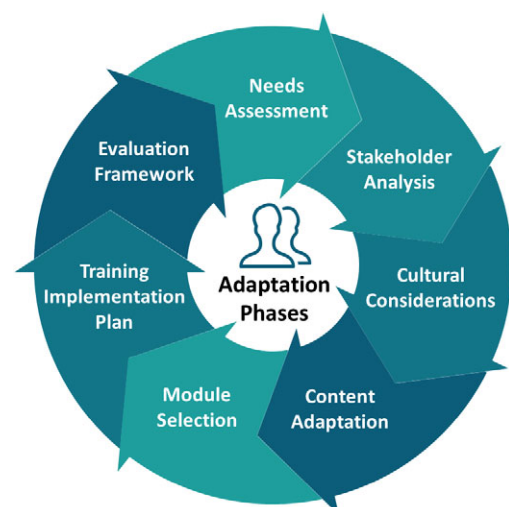 Needs
Assessment
Stakeholder
Analysis
Cultural
Considerations
Content
Adaptation
Module
Selection
Training
Implementation
Plan
Evaluation
Framework
Adaptation
Phases